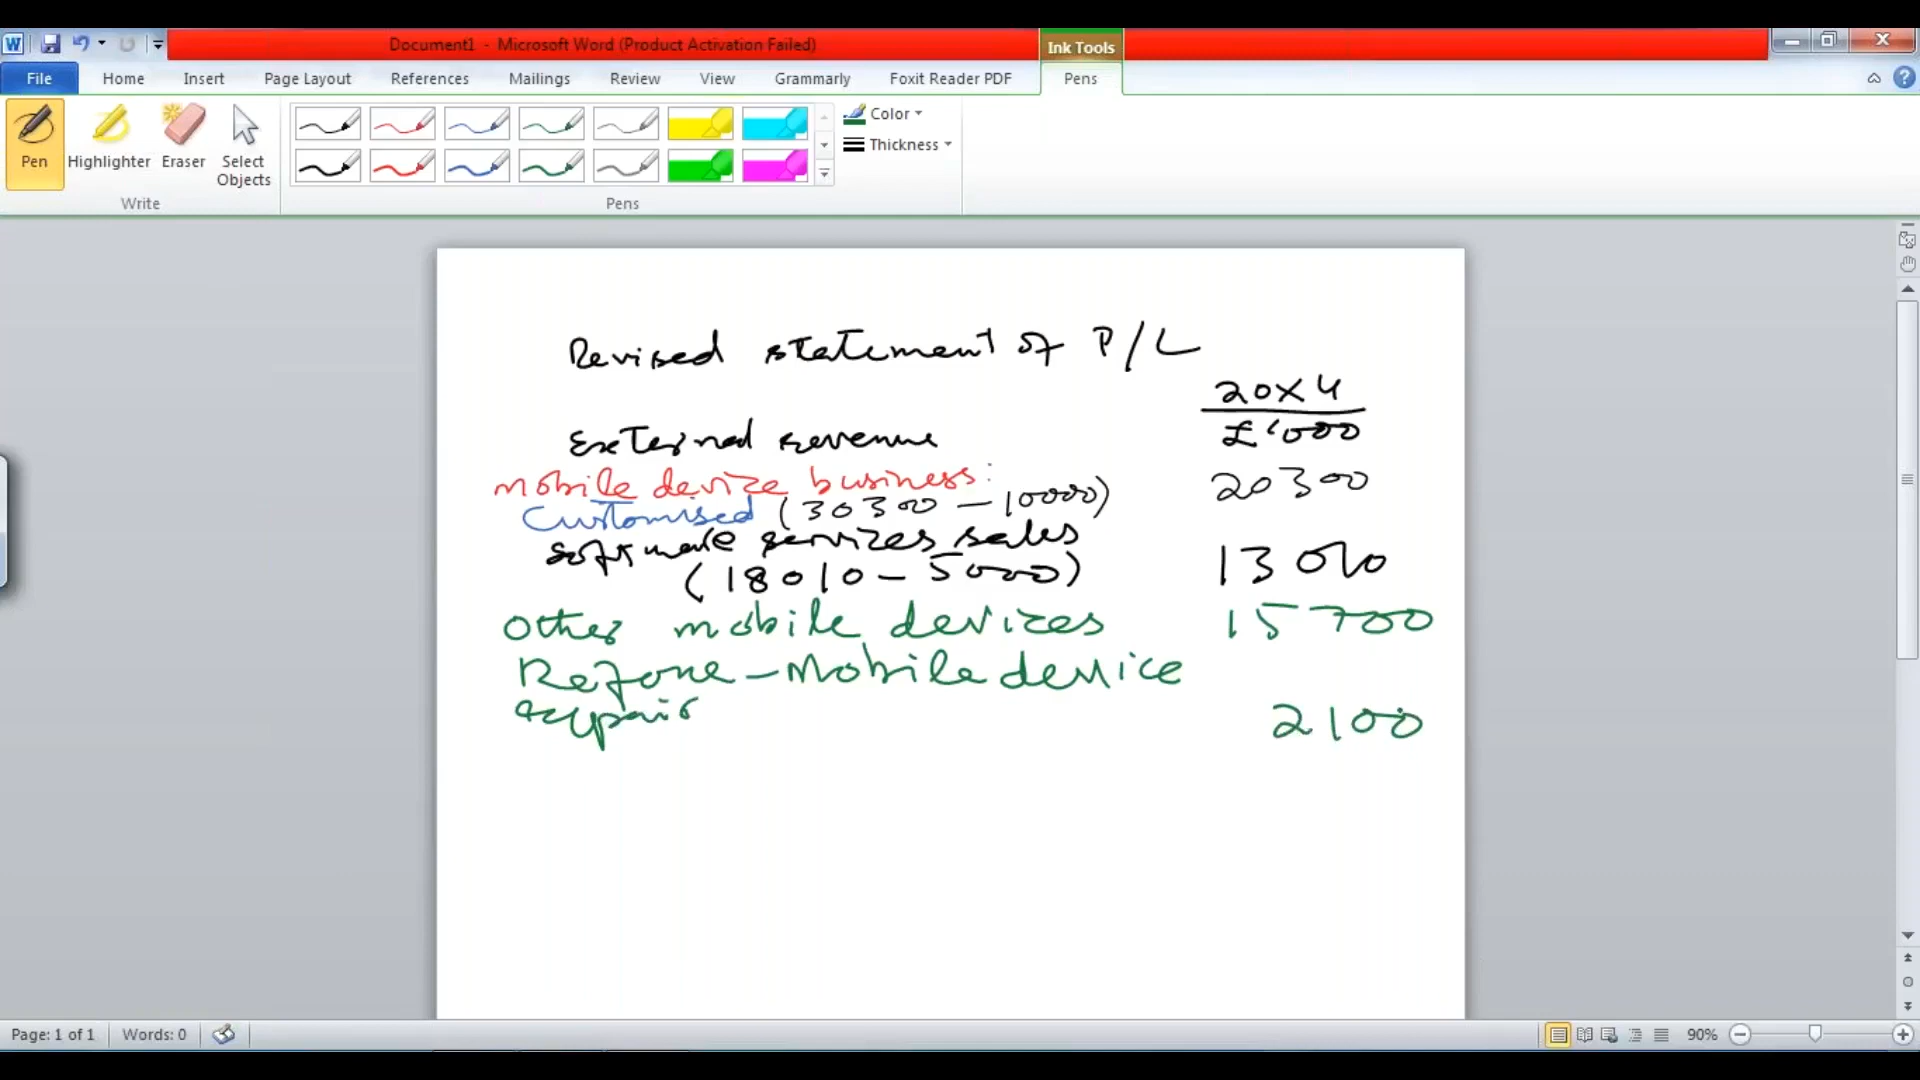 Document1 - Microsoft Word (Product Activation Failed)
Ink Tools
File Home Insert Page Layout References Mailings Review View Grammarly Foxit Reader PDF Pens
Pen Highlighter Eraser Select Objects
Color
Thickness
Write
Pens
Revised statement of P/L
20X4
£'000
External revenue
Mobile device business:
20300
Customised (30300 - 10000)
Software services sales
13010
(18010 - 5000)
Other mobile devices 15700
Refone - Mobile device
repair 2100
Page: 1 of 1 Words: 0 90%